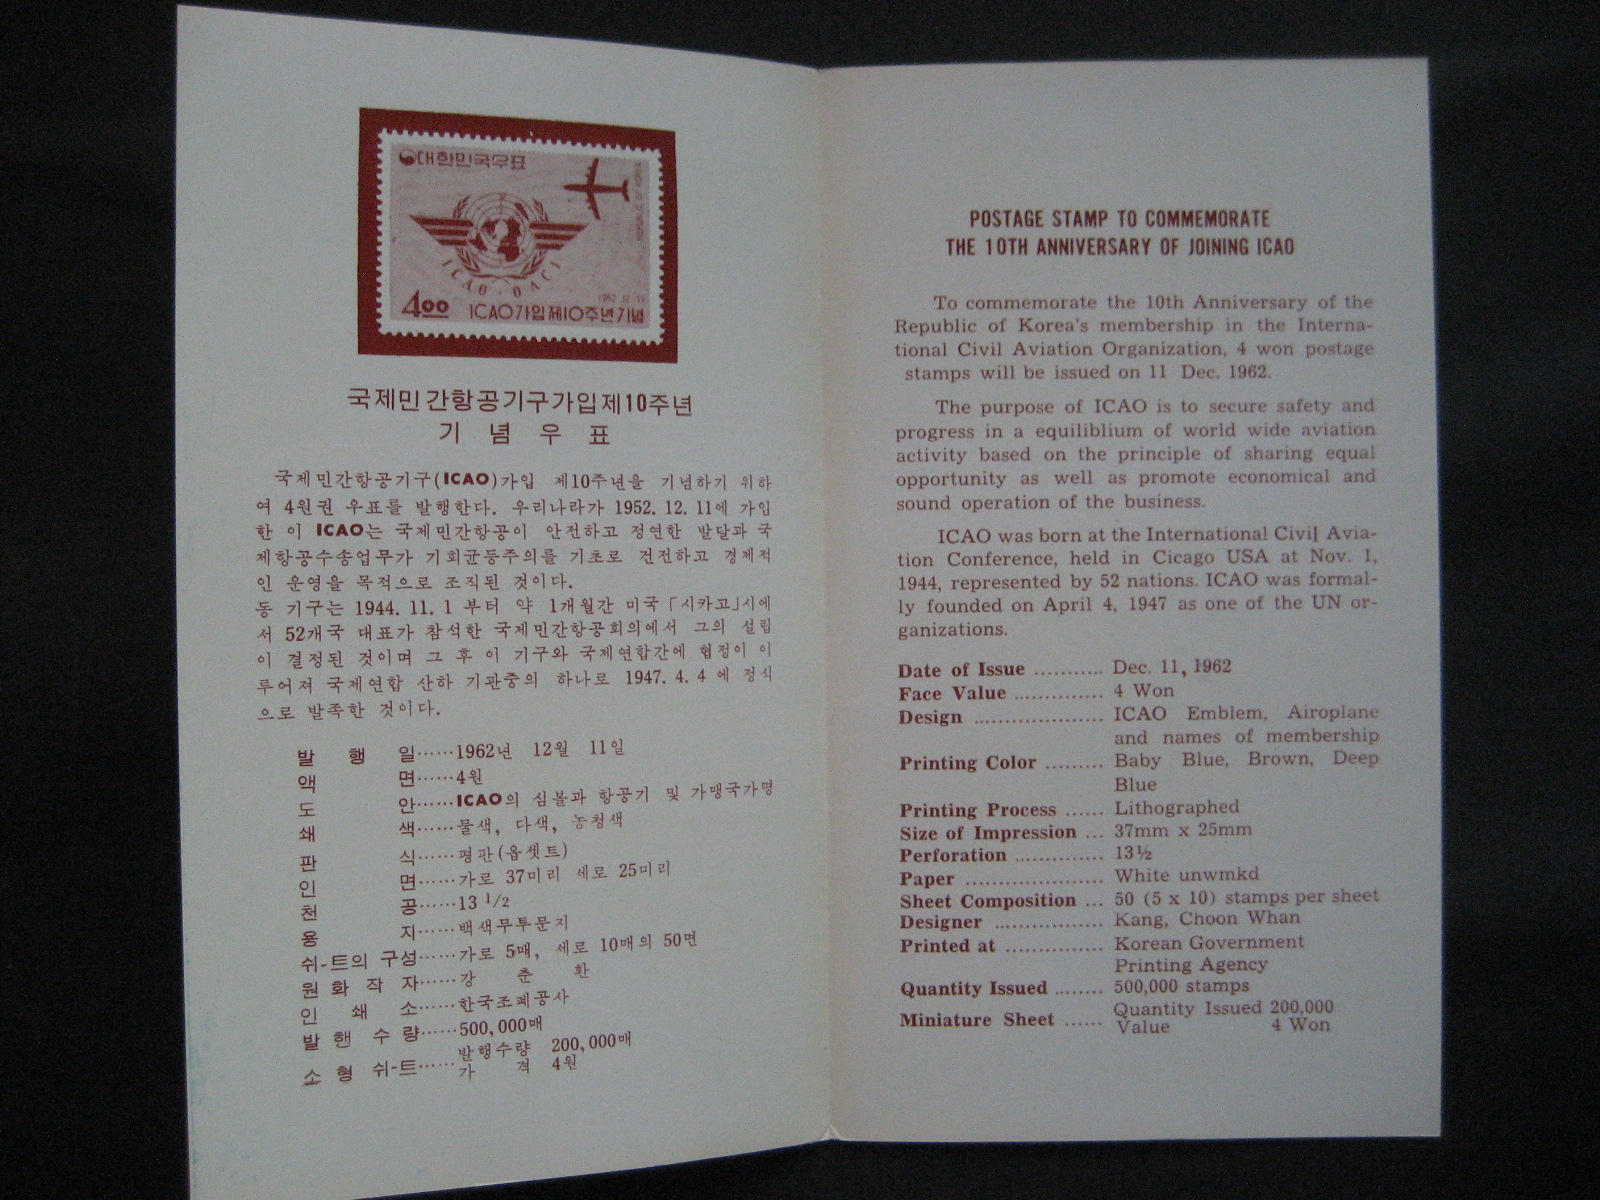 대한민국우표
ICAO·OACI
1952.12.11
4.00 ICAO가입제10주년기념
국제민간항공기구가입제10주년
기념우표
국제민간항공기구(ICAO)가입 제10주년을 기념하기 위하
여 4원권 우표를 발행한다. 우리나라가 1952. 12. 11에 가입
한 이 ICAO는 국제민간항공이 안전하고 정연한 발달과 국
제항공수송업무가 기회균등주의를 기초로 건전하고 경제적
인 운영을 목적으로 조직된 것이다.
동 기구는 1944. 11. 1 부터 약 1개월간 미국 「시카고」시에
서 52개국 대표가 참석한 국제민간항공회의에서 그의 설립
이 결정된 것이며 그 후 이 기구와 국제연합간에 협정이 이
루어져 국제연합 산하 기관중의 하나로 1947. 4. 4 에 정식
으로 발족한 것이다.
발행일……1962년 12월 11일
액면……4원
도안……ICAO의 심볼과 항공기 및 가맹국가명
쇄색……물색, 다색, 농청색
판식……평판(옵셋트)
인면……가로 37미리 세로 25미리
천공……13 1/2
용지……백색무투문지
쉬-트의 구성……가로 5매, 세로 10매의 50면
원화작자……강춘환
인쇄소……한국조폐공사
발행수량……500,000매
소형쉬-트……발행수량 200,000매
가격 4원
POSTAGE STAMP TO COMMEMORATE
THE 10TH ANNIVERSARY OF JOINING ICAO
To commemorate the 10th Anniversary of the
Republic of Korea's membership in the Interna-
tional Civil Aviation Organization, 4 won postage
stamps will be issued on 11 Dec. 1962.
The purpose of ICAO is to secure safety and
progress in a equiliblium of world wide aviation
activity based on the principle of sharing equal
opportunity as well as promote economical and
sound operation of the business.
ICAO was born at the International Civil Avia-
tion Conference, held in Cicago USA at Nov. 1,
1944, represented by 52 nations. ICAO was formal-
ly founded on April 4, 1947 as one of the UN or-
ganizations.
Date of Issue ........... Dec. 11, 1962
Face Value .............. 4 Won
Design .................... ICAO Emblem, Airoplane
and names of membership
Printing Color ......... Baby Blue, Brown, Deep
Blue
Printing Process ...... Lithographed
Size of Impression ... 37mm x 25mm
Perforation .............. 13½
Paper ...................... White unwmkd
Sheet Composition ... 50 (5 x 10) stamps per sheet
Designer ................. Kang, Choon Whan
Printed at ............... Korean Government
Printing Agency
Quantity Issued ........ 500,000 stamps
Miniature Sheet ...... Quantity Issued 200,000
Value 4 Won